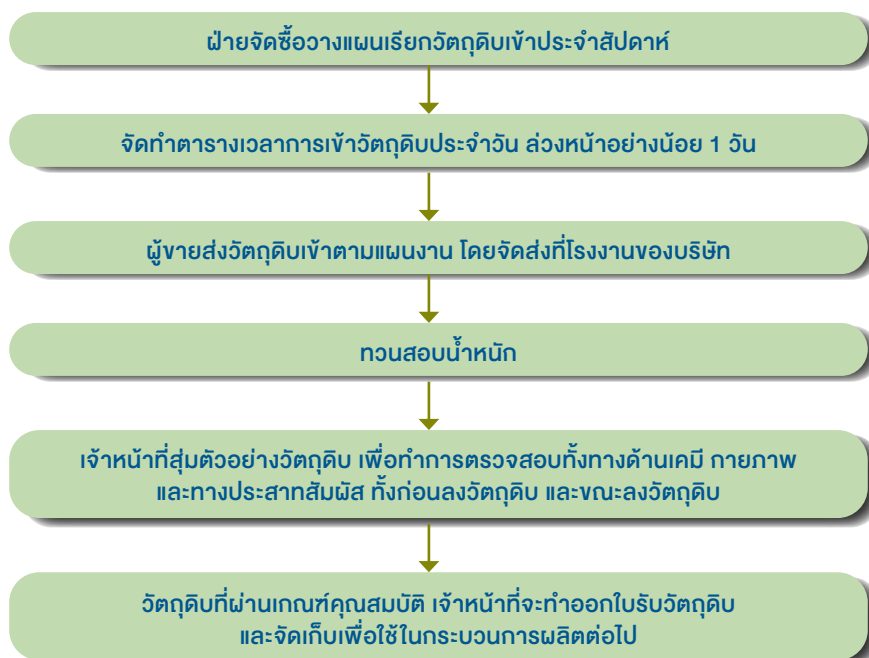 ฝ่ายจัดซื้อวางแผนเรียกวัตถุดิบเข้าประจำสัปดาห์
จัดทำตารางเวลาการเข้าวัตถุดิบประจำวัน ล่วงหน้าอย่างน้อย 1 วัน
ผู้ขายส่งวัตถุดิบเข้าตามแผนงาน โดยจัดส่งที่โรงงานของบริษัท
ทวนสอบน้ำหนัก
เจ้าหน้าที่สุ่มตัวอย่างวัตถุดิบ เพื่อทำการตรวจสอบทั้งทางด้านเคมี กายภาพ
และทางประสาทสัมผัส ทั้งก่อนลงวัตถุดิบ และขณะลงวัตถุดิบ
วัตถุดิบที่ผ่านเกณฑ์คุณสมบัติ เจ้าหน้าที่จะทำออกใบรับวัตถุดิบ
และจัดเก็บเพื่อใช้ในกระบวนการผลิตต่อไป